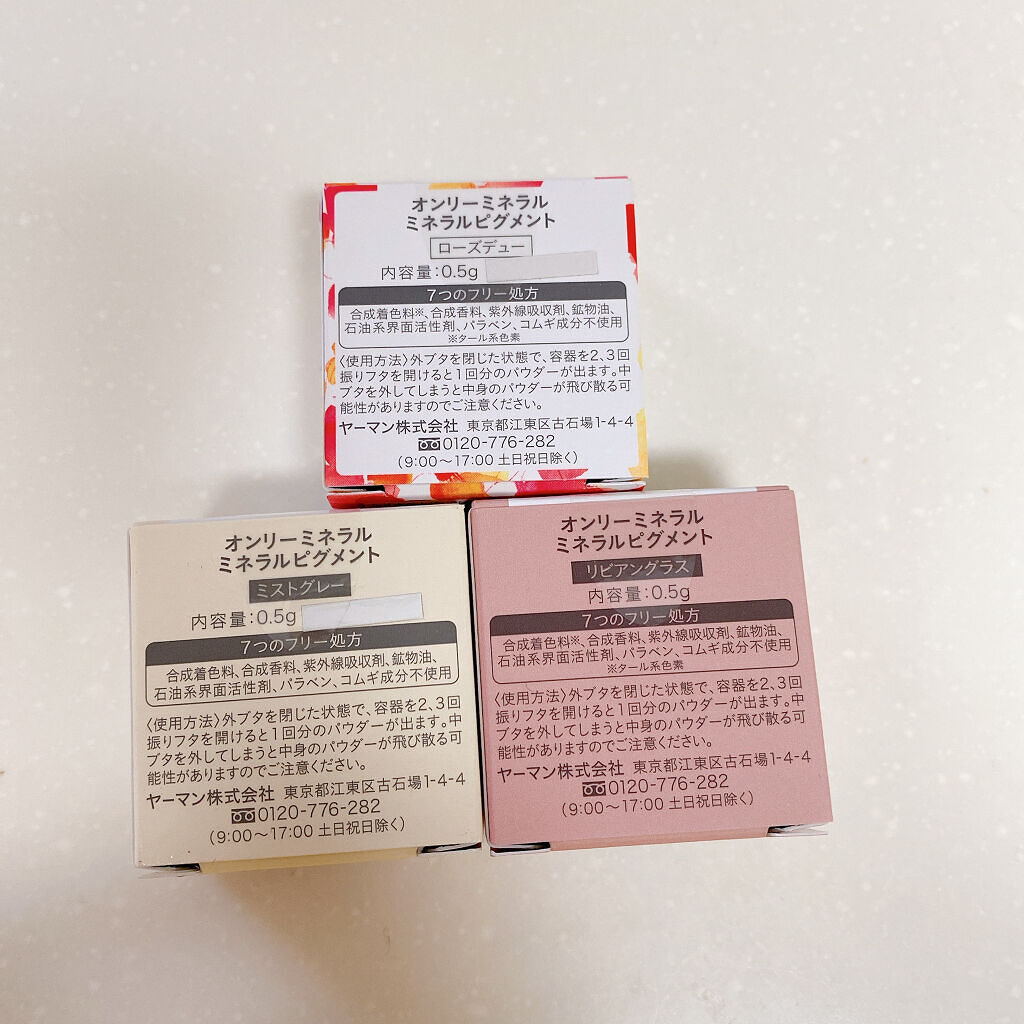 オンリーミネラル
ミネラルピグメント
ローズデュー
内容量:0.5g
7つのフリー処方
合成着色料※、合成香料、紫外線吸収剤、鉱物油、
石油系界面活性剤、パラベン、コムギ成分不使用
※タール系色素
〈使用方法〉外ブタを閉じた状態で、容器を2、3回
振りフタを開けると1回分のパウダーが出ます。中
ブタを外してしまうと中身のパウダーが飛び散る可
能性がありますのでご注意ください。
ヤーマン株式会社 東京都江東区古石場1-4-4
0120-776-282
(9:00〜17:00 土日祝日除く)
オンリーミネラル
ミネラルピグメント
ミストグレー
内容量:0.5g
7つのフリー処方
合成着色料、合成香料、紫外線吸収剤、鉱物油、
石油系界面活性剤、パラベン、コムギ成分不使用
〈使用方法〉外ブタを閉じた状態で、容器を2、3回
振りフタを開けると1回分のパウダーが出ます。中
ブタを外してしまうと中身のパウダーが飛び散る可
能性がありますのでご注意ください。
ヤーマン株式会社 東京都江東区古石場1-4-4
0120-776-282
(9:00〜17:00 土日祝日除く)
オンリーミネラル
ミネラルピグメント
リビアングラス
内容量:0.5g
7つのフリー処方
合成着色料※、合成香料、紫外線吸収剤、鉱物油、
石油系界面活性剤、パラベン、コムギ成分不使用
※タール系色素
〈使用方法〉外ブタを閉じた状態で、容器を2、3回
振りフタを開けると1回分のパウダーが出ます。中
ブタを外してしまうと中身のパウダーが飛び散る可
能性がありますのでご注意ください。
ヤーマン株式会社 東京都江東区古石場1-4-4
0120-776-282
(9:00〜17:00 土日祝日除く)